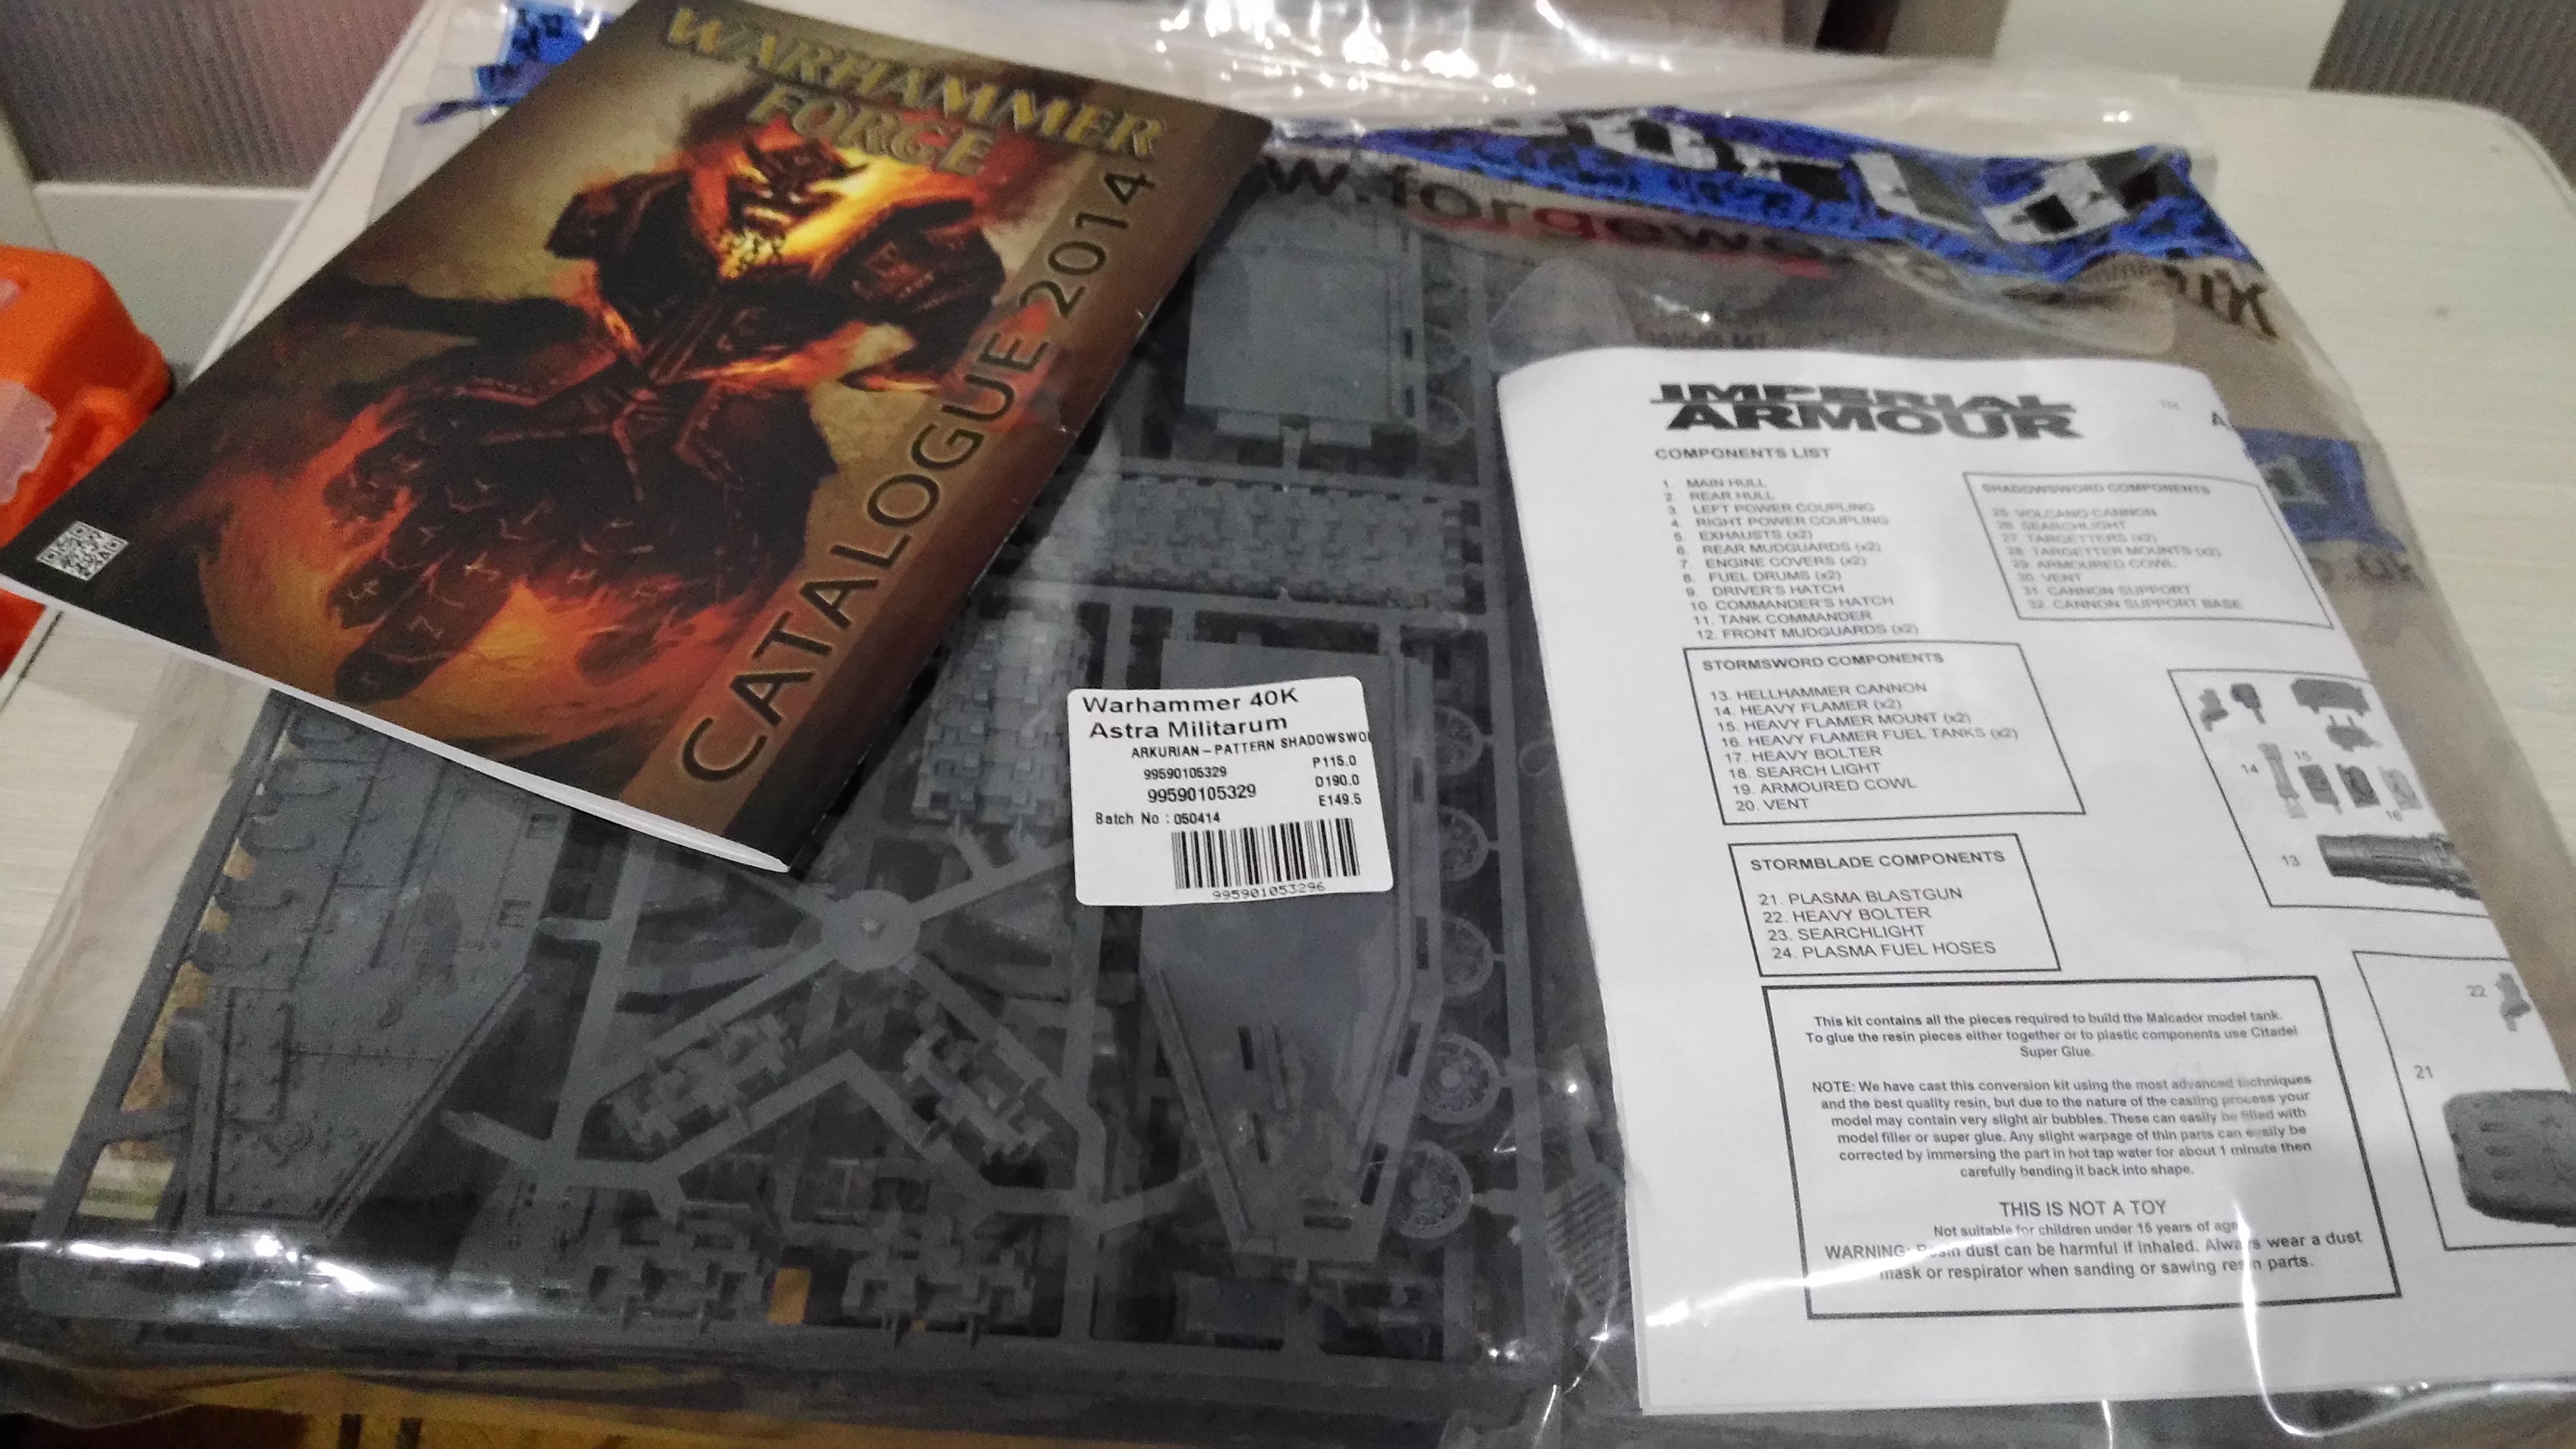 WARHAMMER
FORGE
CATALOGUE 2014
w.forgewo
uk
Warhammer 40K
Astra Militarum
ARKURIAN – PATTERN SHADOWSWO
99590105329
P115.0
99590105329
D190.0
E149.5
Batch No : 050414
995901053296
IMPERIAL
ARMOUR
COMPONENTS LIST
1. MAIN HULL
2. REAR HULL
3. LEFT POWER COUPLING
4. RIGHT POWER COUPLING
5. EXHAUSTS (x2)
6. REAR MUDGUARDS (x2)
7. ENGINE COVERS (x2)
8. FUEL DRUMS (x2)
9. DRIVER'S HATCH
10. COMMANDER'S HATCH
11. TANK COMMANDER
12. FRONT MUDGUARDS (x2)
SHADOWSWORD COMPONENTS
25. VOLCANO CANNON
26. SEARCHLIGHT
27. TARGETTERS (x2)
28. TARGETTER MOUNTS (x2)
29. ARMOURED COWL
30. VENT
31. CANNON SUPPORT
32. CANNON SUPPORT BASE
STORMSWORD COMPONENTS
13. HELLHAMMER CANNON
14. HEAVY FLAMER (x2)
15. HEAVY FLAMER MOUNT (x2)
16. HEAVY FLAMER FUEL TANKS (x2)
17. HEAVY BOLTER
18. SEARCH LIGHT
19. ARMOURED COWL
20. VENT
STORMBLADE COMPONENTS
21. PLASMA BLASTGUN
22. HEAVY BOLTER
23. SEARCHLIGHT
24. PLASMA FUEL HOSES
This kit contains all the pieces required to build the Malcador model tank.
To glue the resin pieces either together or to plastic components use Citadel
Super Glue.
NOTE: We have cast this conversion kit using the most advanced techniques
and the best quality resin, but due to the nature of the casting process your
model may contain very slight air bubbles. These can easily be filled with
model filler or super glue. Any slight warpage of thin parts can easily be
corrected by immersing the part in hot tap water for about 1 minute then
carefully bending it back into shape.
THIS IS NOT A TOY
Not suitable for children under 15 years of age
WARNING: Resin dust can be harmful if inhaled. Always wear a dust
mask or respirator when sanding or sawing resin parts.
14
15
16
13
22
21